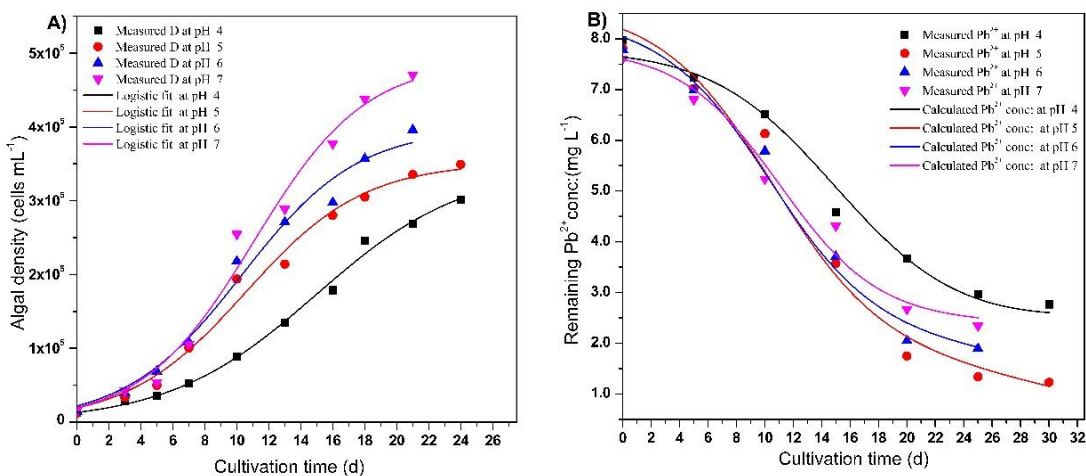 A)
Measured D at pH 4
Measured D at pH 5
Measured D at pH 6
Measured D at pH 7
Logistic fit at pH 4
Logistic fit at pH 5
Logistic fit at pH 6
Logistic fit at pH 7
Algal density (cells mL⁻¹)
5x10⁵
4x10⁵
3x10⁵
2x10⁵
1x10⁵
0
0 2 4 6 8 10 12 14 16 18 20 22 24 26
Cultivation time (d)
B)
Measured Pb²⁺ at pH 4
Measured Pb²⁺ at pH 5
Measured Pb²⁺ at pH 6
Measured Pb²⁺ at pH 7
Calculated Pb²⁺ conc: at pH 4
Calculated Pb²⁺ conc: at pH 5
Calculated Pb²⁺ conc: at pH 6
Calculated Pb²⁺ conc: at pH 7
Remaining Pb²⁺ conc:(mg L⁻¹)
8.0
7.0
6.0
5.0
4.0
3.0
2.0
1.0
0 2 4 6 8 10 12 14 16 18 20 22 24 26 28 30 32
Cultivation time (d)